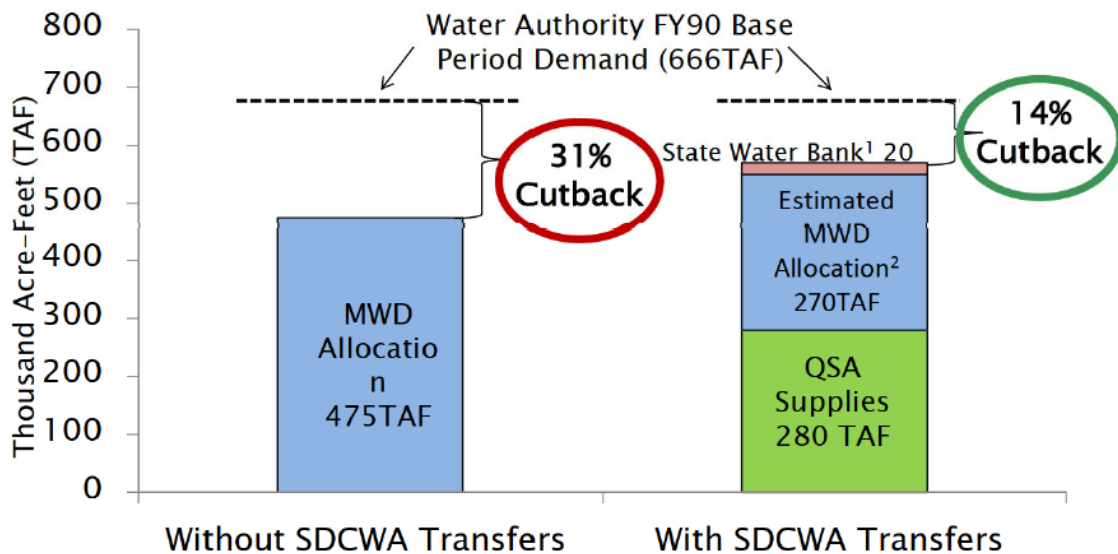 Water Authority FY90 Base
Period Demand (666TAF)
Thousand Acre-Feet (TAF)
800
700
600
500
400
300
200
100
0
31%
Cutback
14%
Cutback
State Water Bank¹ 20
MWD
Allocatio
n
475TAF
Estimated
MWD
Allocation²
270TAF
QSA
Supplies
280 TAF
Without SDCWA Transfers
With SDCWA Transfers